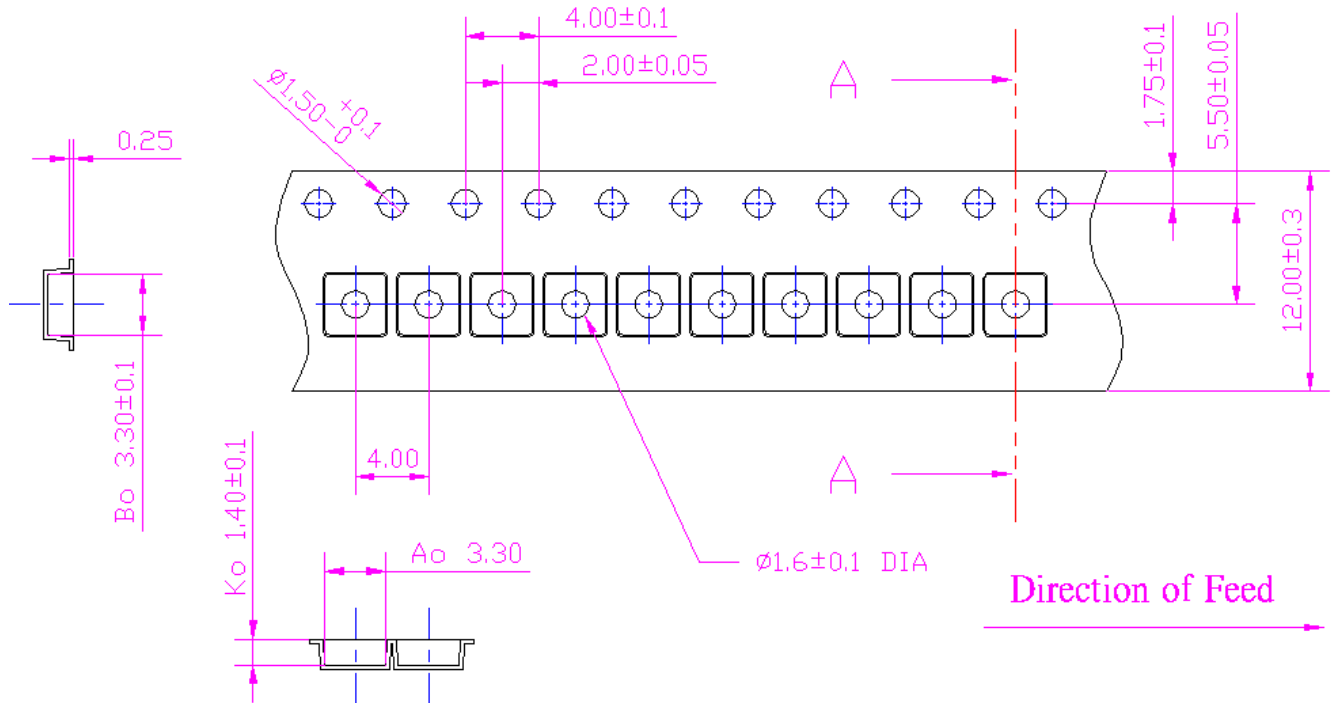 4.00±0.1
2.00±0.05
Ø1.50 +0.1 -0
0.25
A
1.75±0.1
5.50±0.05
12.00±0.3
Bo 3.30±0.1
4.00
A
Ko 1.40±0.1
Ao 3.30
Ø1.6±0.1 DIA
Direction of Feed